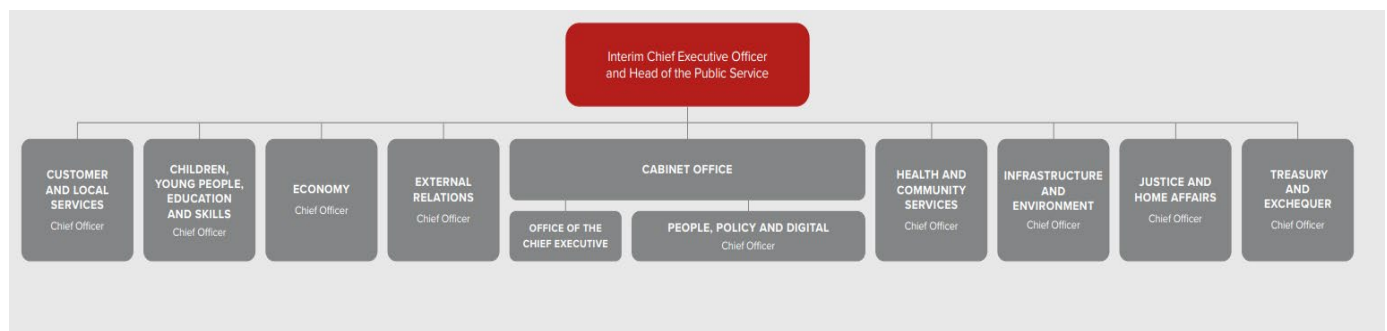 Interim Chief Executive Officer
and Head of the Public Service
CUSTOMER
AND LOCAL
SERVICES
Chief Officer
CHILDREN,
YOUNG PEOPLE,
EDUCATION
AND SKILLS
Chief Officer
ECONOMY
Chief Officer
EXTERNAL
RELATIONS
Chief Officer
CABINET OFFICE
OFFICE OF THE
CHIEF EXECUTIVE
PEOPLE, POLICY AND DIGITAL
Chief Officer
HEALTH AND
COMMUNITY
SERVICES
Chief Officer
INFRASTRUCTURE
AND
ENVIRONMENT
Chief Officer
JUSTICE AND
HOME AFFAIRS
Chief Officer
TREASURY
AND
EXCHEQUER
Chief Officer